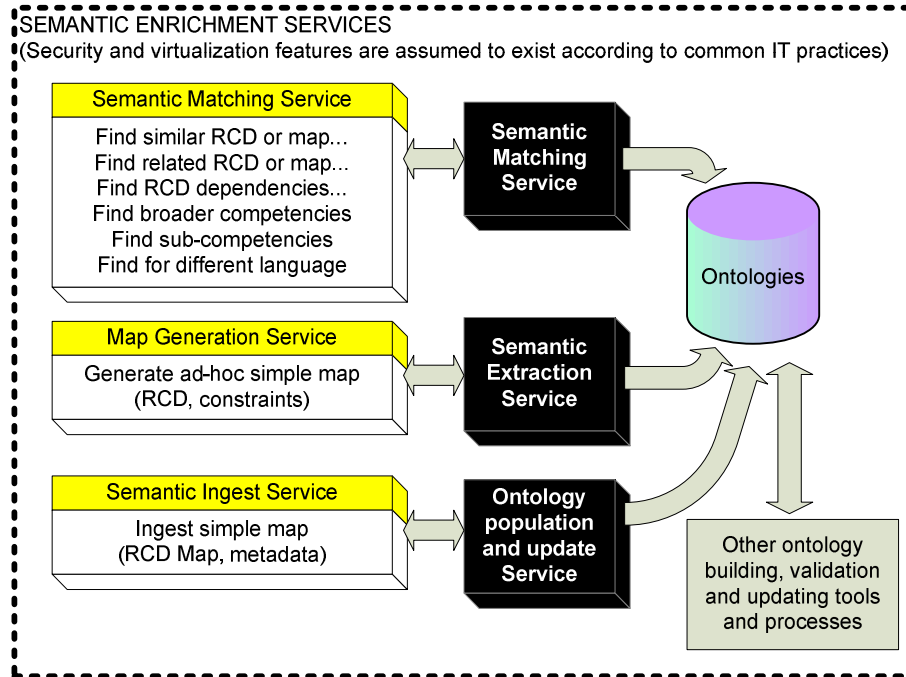 SEMANTIC ENRICHMENT SERVICES
(Security and virtualization features are assumed to exist according to common IT practices)
Semantic Matching Service
Find similar RCD or map...
Find related RCD or map...
Find RCD dependencies...
Find broader competencies
Find sub-competencies
Find for different language
Semantic
Matching
Service
Ontologies
Map Generation Service
Generate ad-hoc simple map
(RCD, constraints)
Semantic
Extraction
Service
Semantic Ingest Service
Ingest simple map
(RCD Map, metadata)
Ontology
population
and update
Service
Other ontology
building, validation
and updating tools
and processes